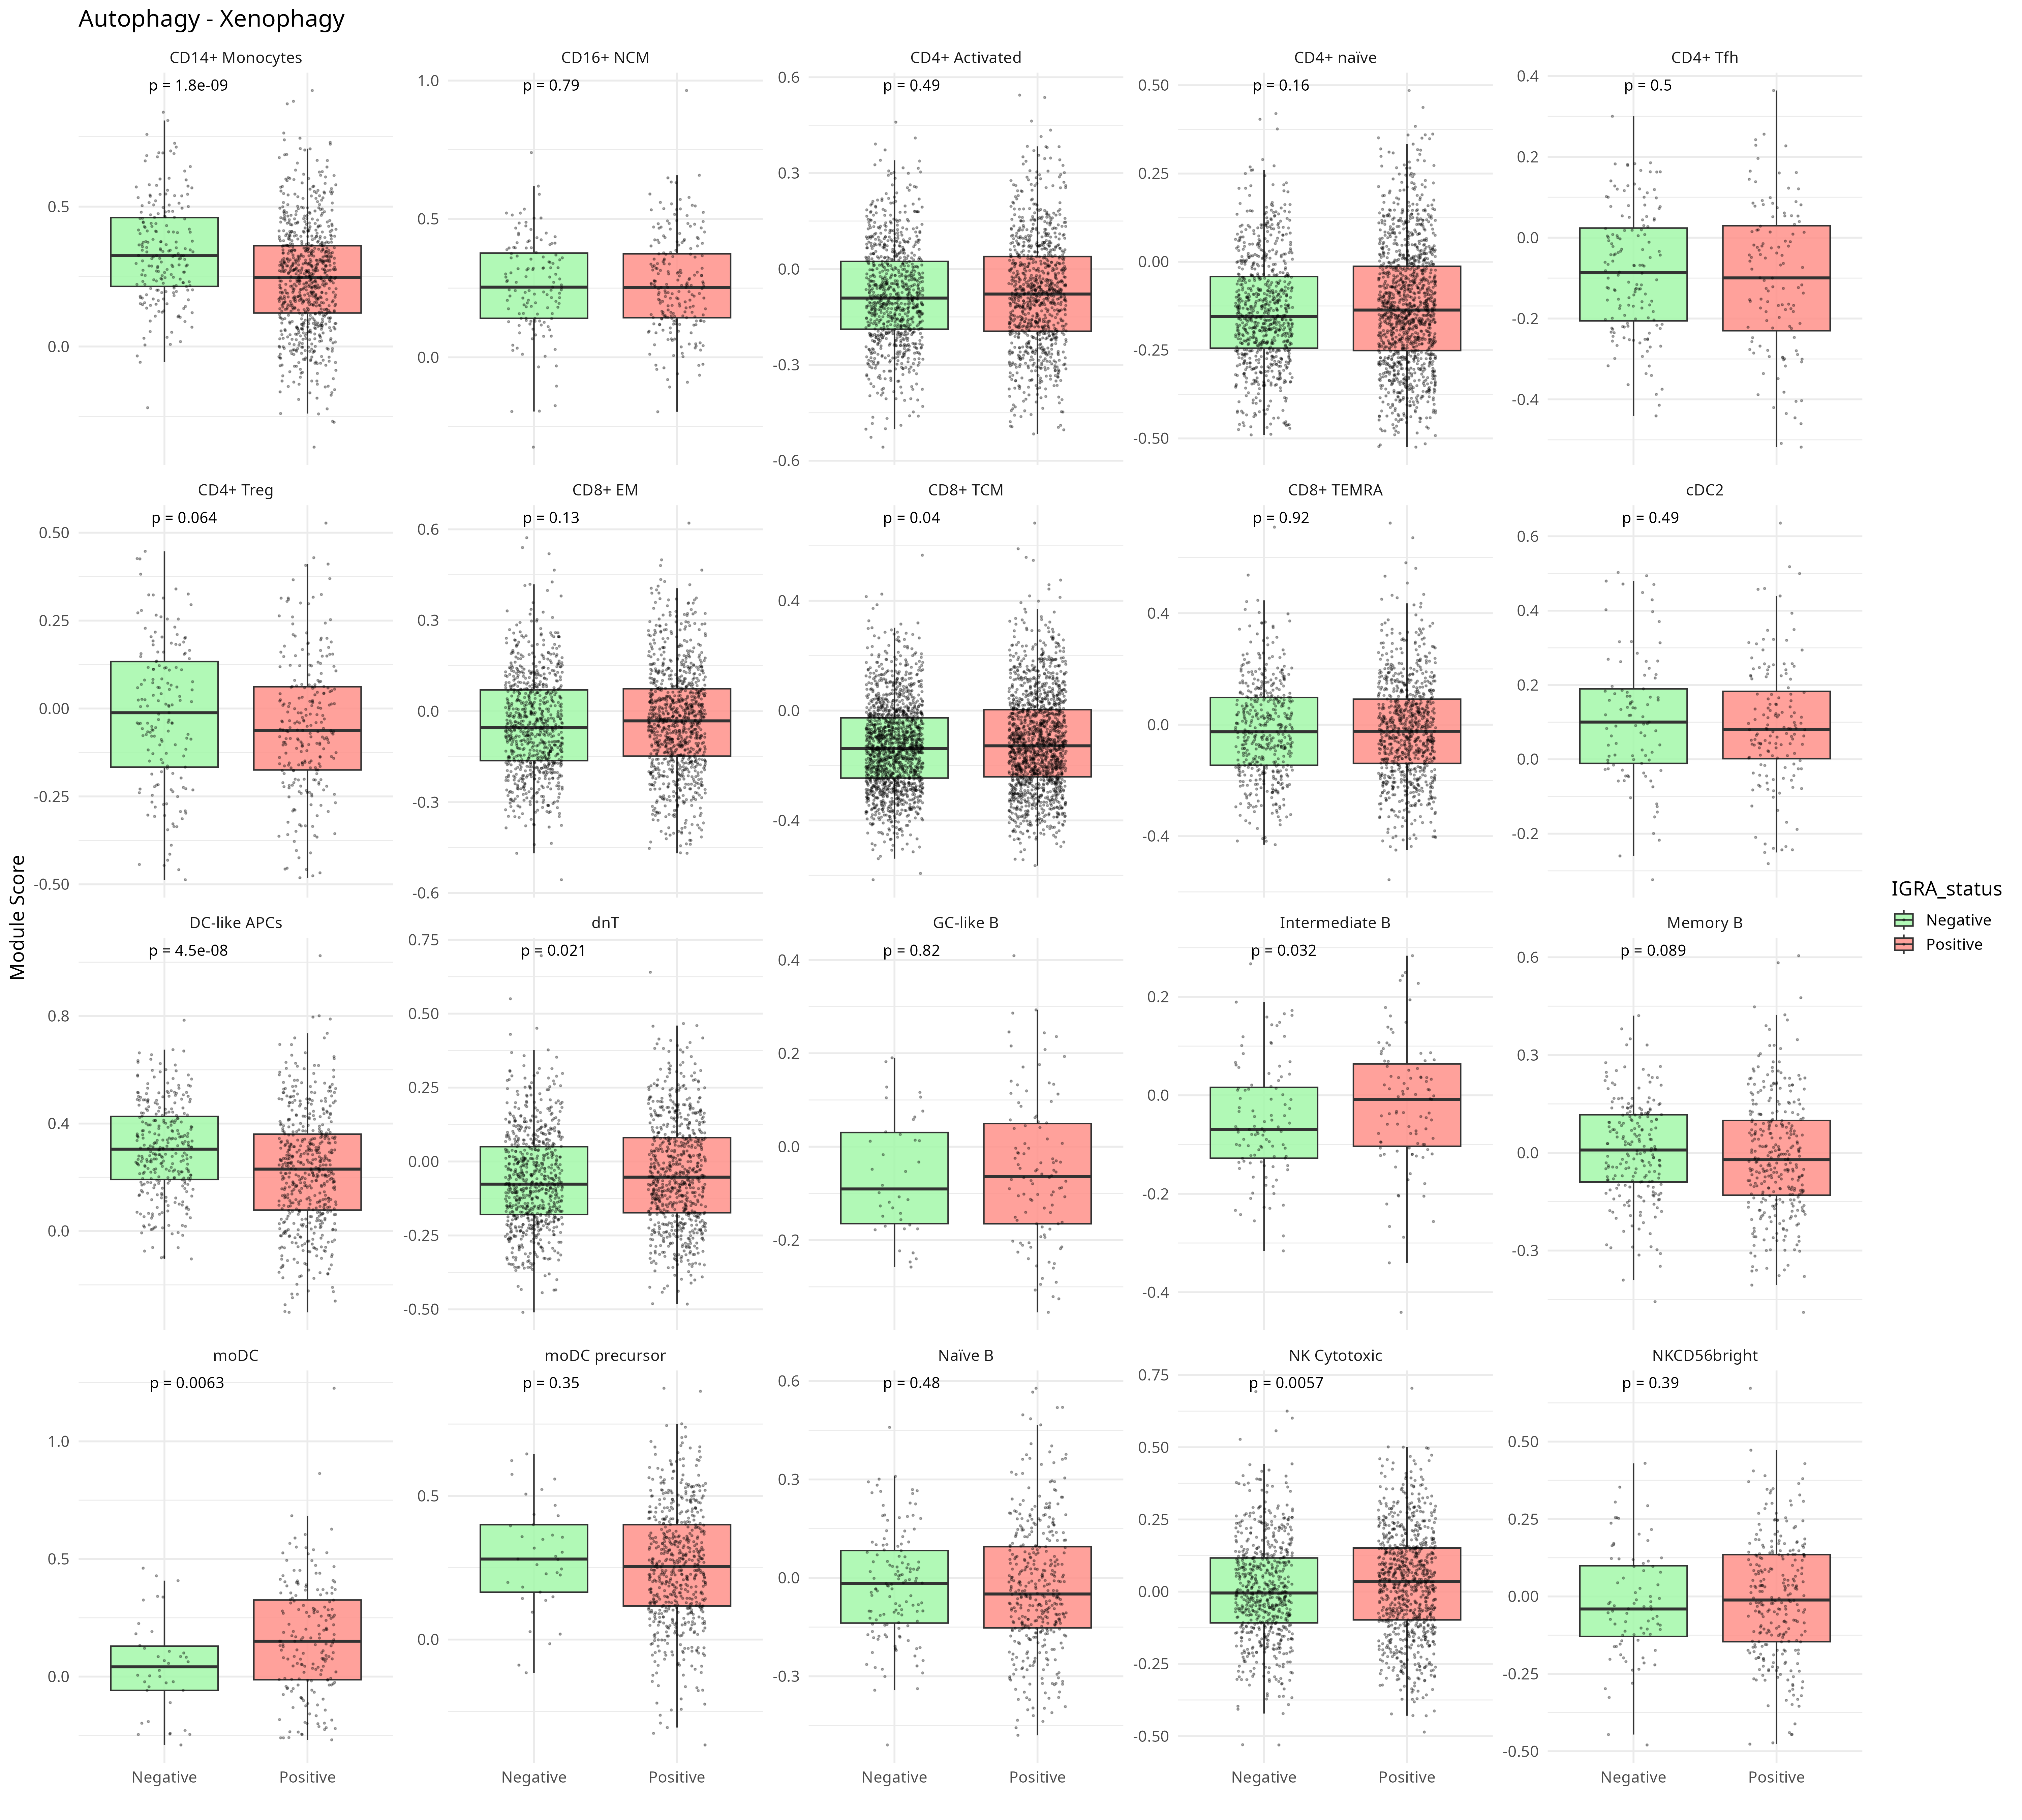 Autophagy - Xenophagy
CD14+ Monocytes
CD16+ NCM
CD4+ Activated
CD4+ naïve
CD4+ Tfh
p = 1.8e-09
p = 0.79
p = 0.49
p = 0.16
p = 0.5
0.5
0.0
1.0
0.5
0.0
0.6
0.3
0.0
-0.3
-0.6
0.50
0.25
0.00
-0.25
-0.50
0.4
0.2
0.0
-0.2
-0.4
CD4+ Treg
CD8+ EM
CD8+ TCM
CD8+ TEMRA
cDC2
p = 0.064
p = 0.13
p = 0.04
p = 0.92
p = 0.49
0.50
0.25
0.00
-0.25
-0.50
0.6
0.3
0.0
-0.3
-0.6
0.4
0.0
-0.4
0.4
0.0
-0.4
0.6
0.4
0.2
0.0
-0.2
Module Score
DC-like APCs
dnT
GC-like B
Intermediate B
Memory B
p = 4.5e-08
p = 0.021
p = 0.82
p = 0.032
p = 0.089
0.8
0.4
0.0
0.75
0.50
0.25
0.00
-0.25
-0.50
0.4
0.2
0.0
-0.2
0.2
0.0
-0.2
-0.4
0.6
0.3
0.0
-0.3
IGRA_status
Negative
Positive
moDC
moDC precursor
Naïve B
NK Cytotoxic
NKCD56bright
p = 0.0063
p = 0.35
p = 0.48
p = 0.0057
p = 0.39
1.0
0.5
0.0
0.5
0.0
0.6
0.3
0.0
-0.3
0.75
0.50
0.25
0.00
-0.25
-0.50
0.50
0.25
0.00
-0.25
-0.50
Negative Positive
Negative Positive
Negative Positive
Negative Positive
Negative Positive